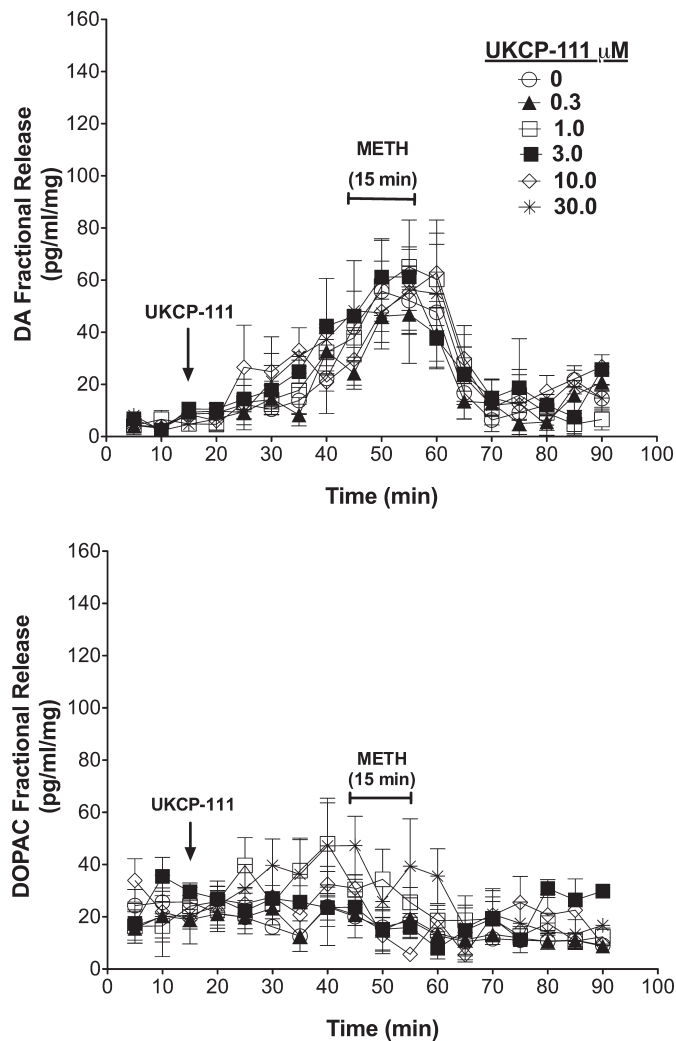 160
140
120
100
80
60
40
20
0
DA Fractional Release
(pg/ml/mg)
UKCP-111 μM
0
0.3
1.0
3.0
10.0
30.0
METH
(15 min)
UKCP-111
0 10 20 30 40 50 60 70 80 90 100
Time (min)
160
140
120
100
80
60
40
20
0
DOPAC Fractional Release
(pg/ml/mg)
METH
(15 min)
UKCP-111
0 10 20 30 40 50 60 70 80 90 100
Time (min)